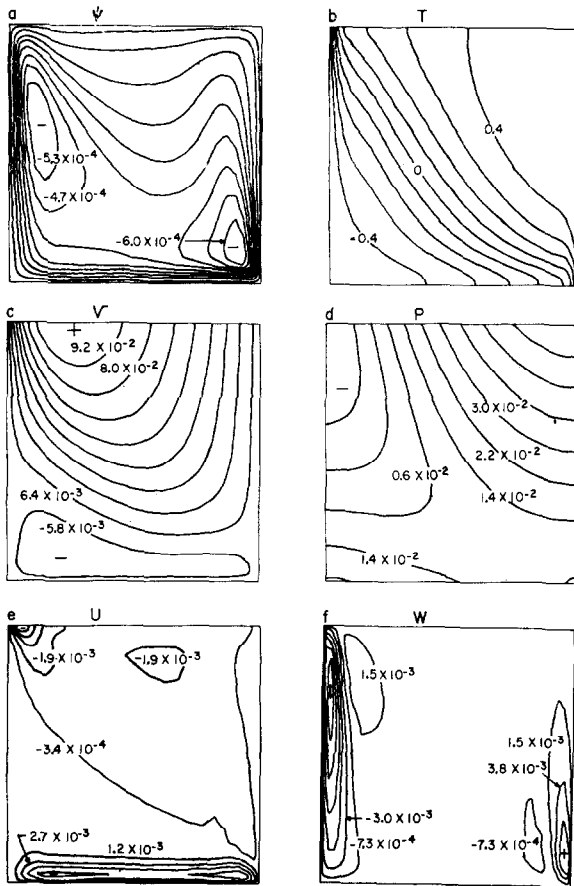 a ψ
−
-5.3 X 10⁻⁴
-4.7 X 10⁻⁴
-6.0 X 10⁻⁴
−
b T
0.4
0
-0.4
c V
+
9.2 X 10⁻²
8.0 X 10⁻²
6.4 X 10⁻³
-5.8 X 10⁻³
−
d P
−
3.0 X 10⁻²
2.2 X 10⁻²
0.6 X 10⁻²
1.4 X 10⁻²
1.4 X 10⁻²
e U
-1.9 X 10⁻³
-1.9 X 10⁻³
-3.4 X 10⁻⁴
2.7 X 10⁻³
1.2 X 10⁻³
f W
1.5 X 10⁻³
1.5 X 10⁻³
3.8 X 10⁻³
-3.0 X 10⁻³
-7.3 X 10⁻⁴
-7.3 X 10⁻⁴
+